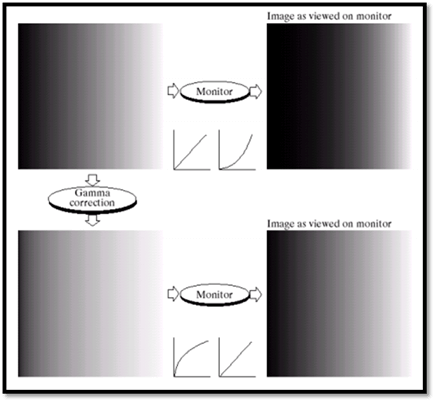 Image as viewed on monitor
Monitor
Gamma
correction
Image as viewed on monitor
Monitor